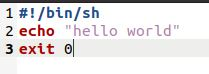 1 #!/bin/sh
2 echo "hello world"
3 exit 0